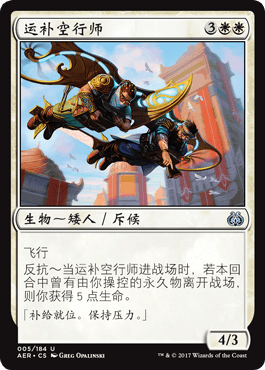 运补空行师 3
生物～矮人／斥候
飞行
反抗～当运补空行师进战场时，若本回
合中曾有由你操控的永久物离开战场，
则你获得5点生命。
「补给就位。保持压力。」
4/3
005/184 U
AER • CS GREG OPALINSKI
™ & © 2017 Wizards of the Coast